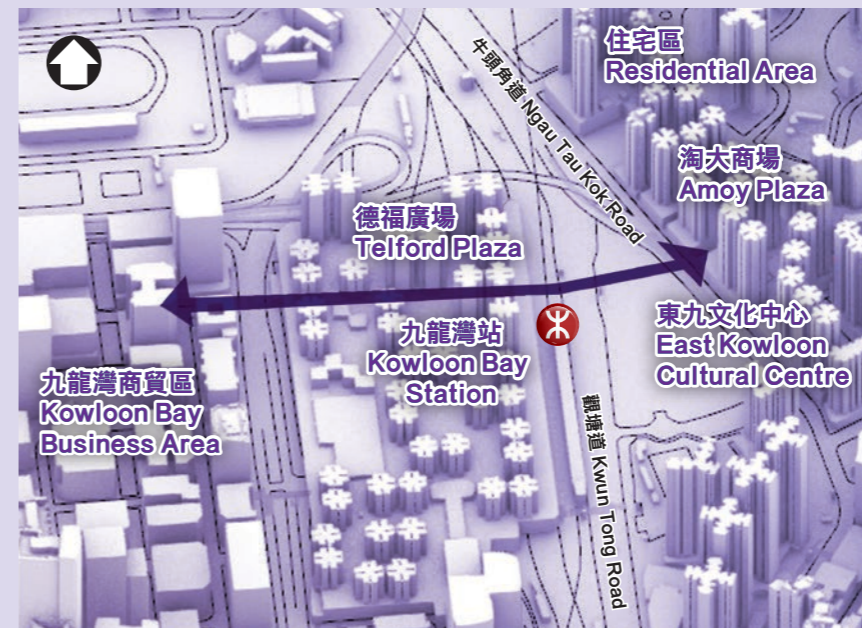 住宅區
Residential Area
牛頭角道 Ngau Tau Kok Road
淘大商場
Amoy Plaza
德福廣場
Telford Plaza
九龍灣站
Kowloon Bay
Station
東九文化中心
East Kowloon
Cultural Centre
九龍灣商貿區
Kowloon Bay
Business Area
觀塘道 Kwun Tong Road